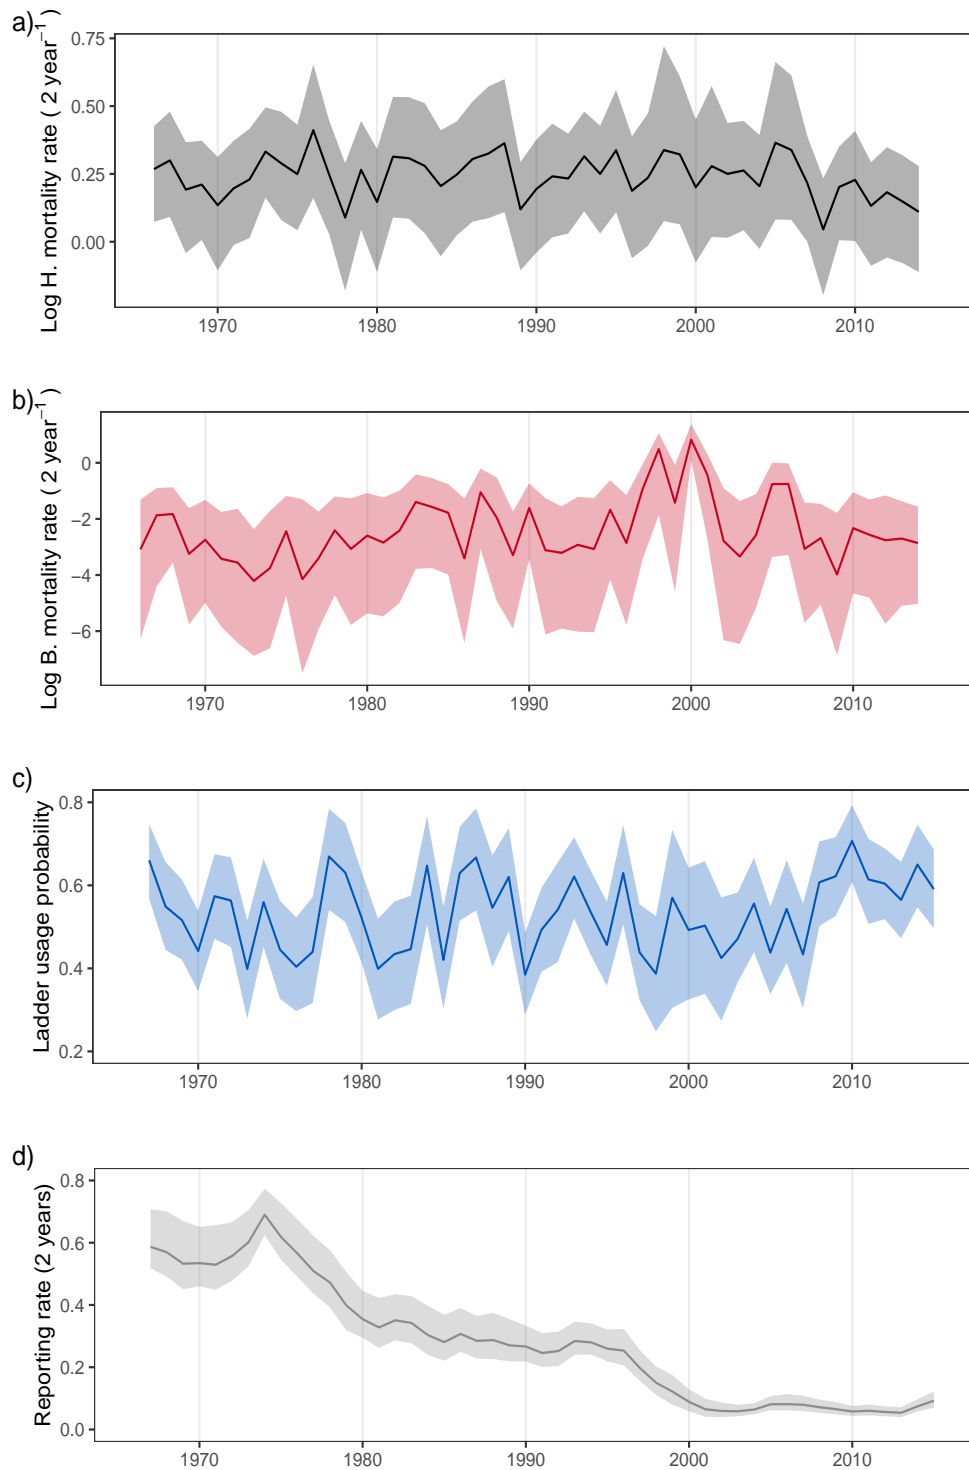 a)
Log H. mortality rate ( 2 year⁻¹ )
0.75
0.50
0.25
0.00
1970 1980 1990 2000 2010
b)
Log B. mortality rate ( 2 year⁻¹ )
0
−2
−4
−6
1970 1980 1990 2000 2010
c)
Ladder usage probability
0.8
0.6
0.4
0.2
1970 1980 1990 2000 2010
d)
Reporting rate (2 years)
0.8
0.6
0.4
0.2
0.0
1970 1980 1990 2000 2010